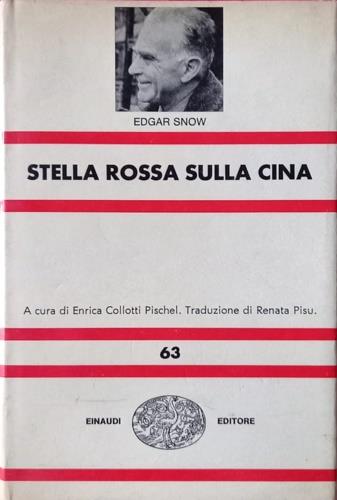 EDGAR SNOW
STELLA ROSSA SULLA CINA
A cura di Enrica Collotti Pischel. Traduzione di Renata Pisu.
63
EINAUDI EDITORE